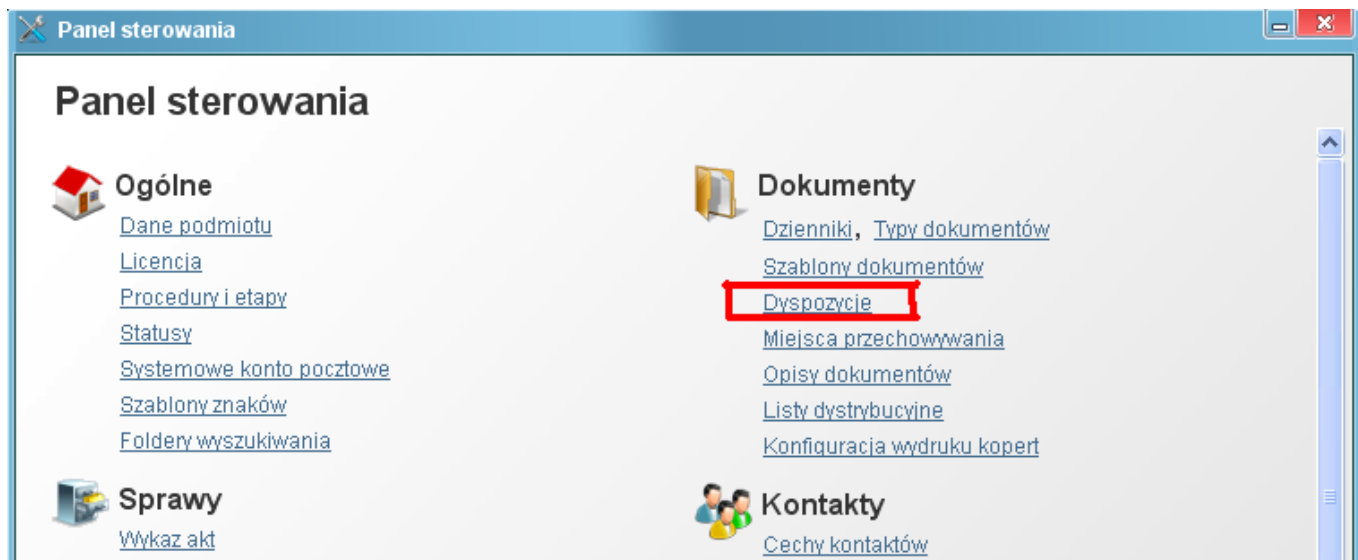 Panel sterowania
Panel sterowania
Ogólne
Dane podmiotu
Licencja
Procedury i etapy
Statusy
Systemowe konto pocztowe
Szablony znaków
Foldery wyszukiwania
Dokumenty
Dzienniki, Typy dokumentów
Szablony dokumentów
Dyspozycje
Miejsca przechowywania
Opisy dokumentów
Listy dystrybucyjne
Konfiguracja wydruku kopert
Sprawy
Wykaz akt
Kontakty
Cechy kontaktów